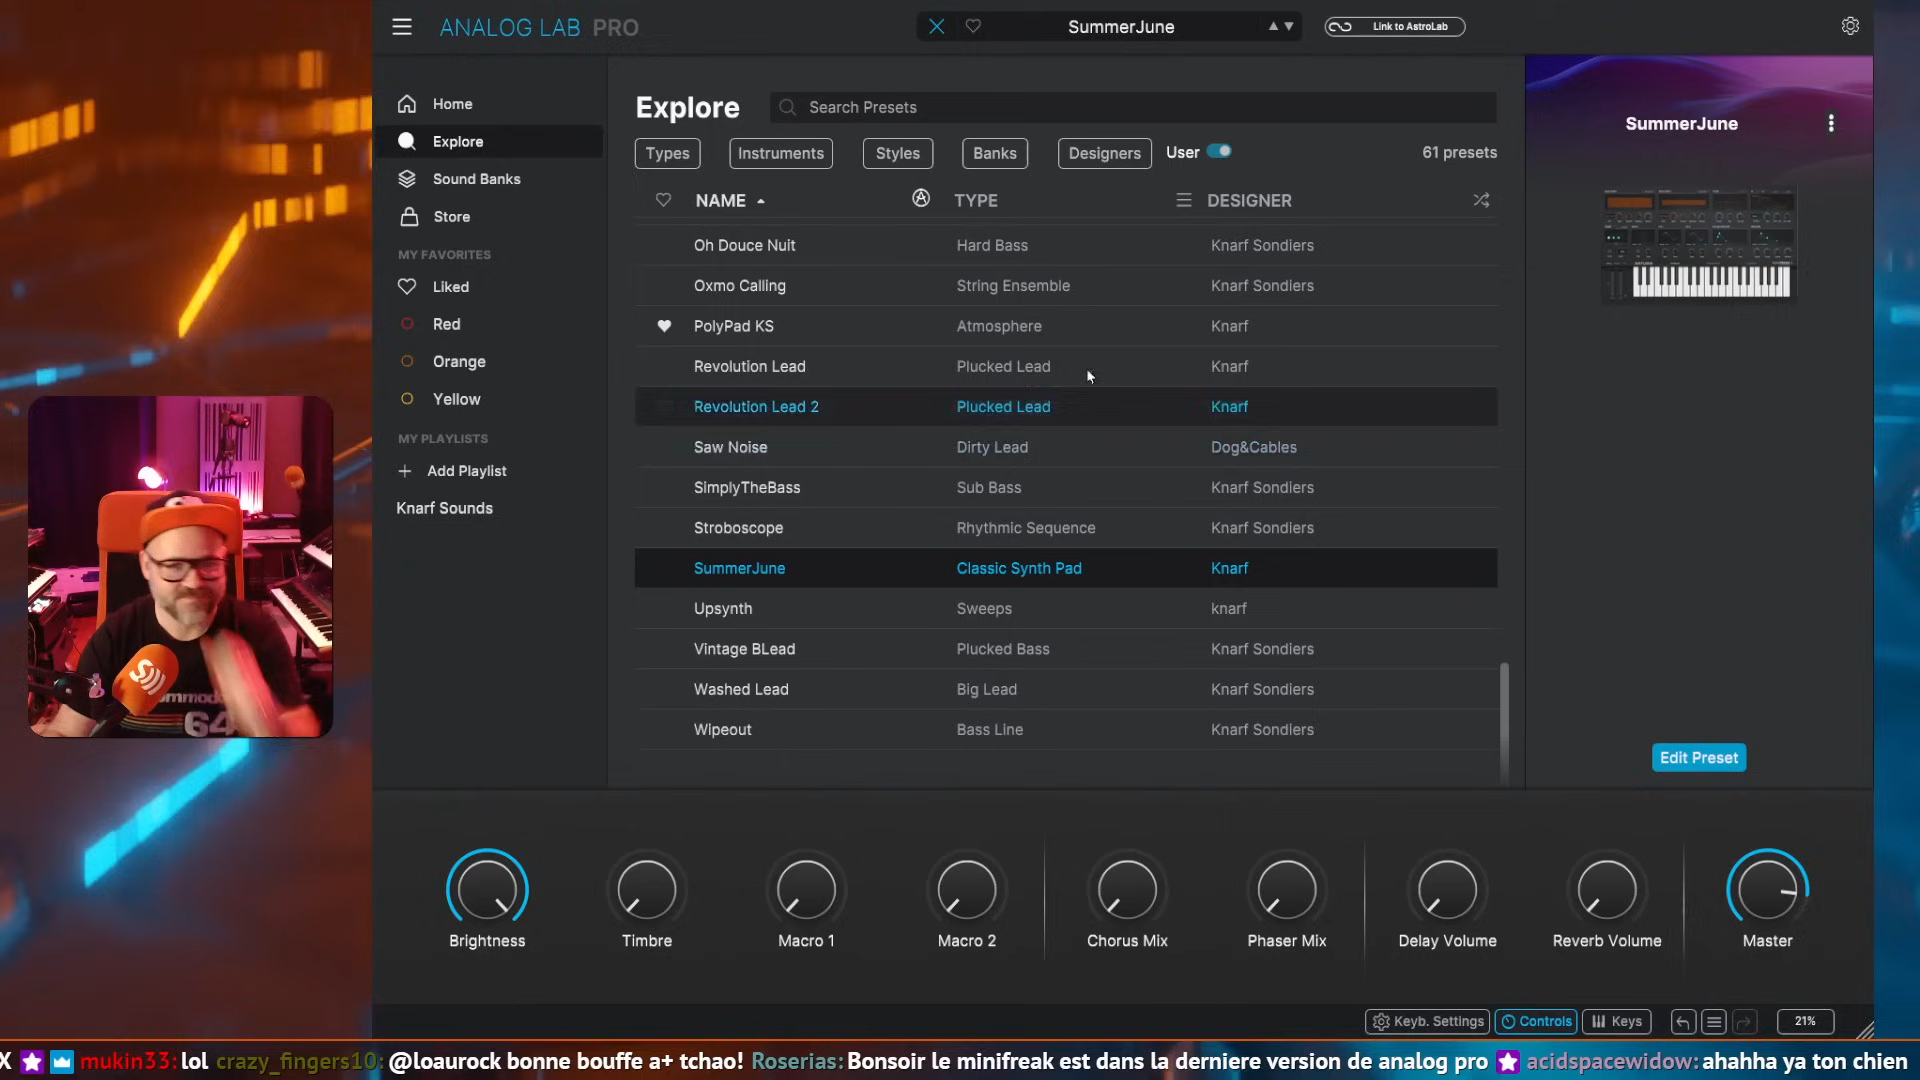 ANALOG LAB PRO
SummerJune
Link to AstroLab
Home
Explore
Sound Banks
Store
MY FAVORITES
Liked
Red
Orange
Yellow
MY PLAYLISTS
Add Playlist
Knarf Sounds
Explore
Search Presets
Types Instruments Styles Banks Designers User 61 presets
NAME TYPE DESIGNER
Oh Douce Nuit Hard Bass Knarf Sondiers
Oxmo Calling String Ensemble Knarf Sondiers
PolyPad KS Atmosphere Knarf
Revolution Lead Plucked Lead Knarf
Revolution Lead 2 Plucked Lead Knarf
Saw Noise Dirty Lead Dog&Cables
SimplyTheBass Sub Bass Knarf Sondiers
Stroboscope Rhythmic Sequence Knarf Sondiers
SummerJune Classic Synth Pad Knarf
Upsynth Sweeps knarf
Vintage BLead Plucked Bass Knarf Sondiers
Washed Lead Big Lead Knarf Sondiers
Wipeout Bass Line Knarf Sondiers
SummerJune
Edit Preset
64
Brightness Timbre Macro 1 Macro 2 Chorus Mix Phaser Mix Delay Volume Reverb Volume Master
Keyb. Settings Controls Keys 21%
X mukin33: lol crazy_fingers10: @loaurock bonne bouffe a+ tchao! Roserias: Bonsoir le minifreak est dans la derniere version de analog pro acidspacewidow: ahahha ya ton chien